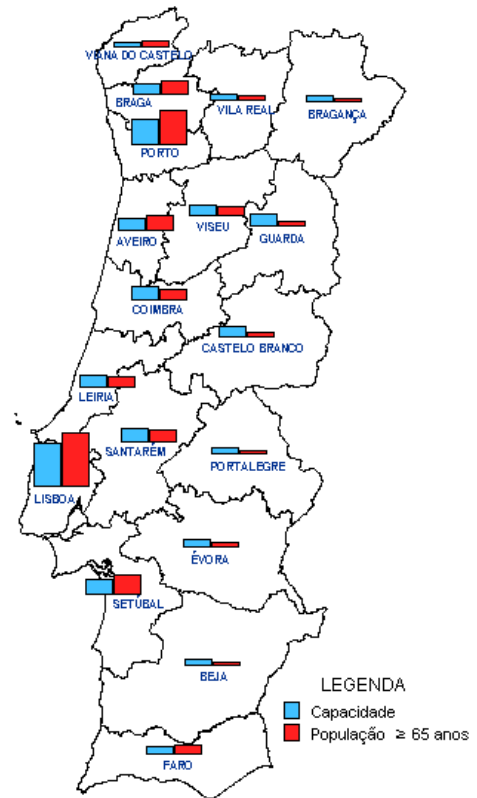 VIANA DO CASTELO
BRAGA
VILA REAL
BRAGANÇA
PORTO
AVEIRO
VISEU
GUARDA
COIMBRA
CASTELO BRANCO
LEIRIA
SANTARÉM
PORTALEGRE
LISBOA
ÉVORA
SETÚBAL
BEJA
FARO
LEGENDA
Capacidade
População ≥ 65 anos